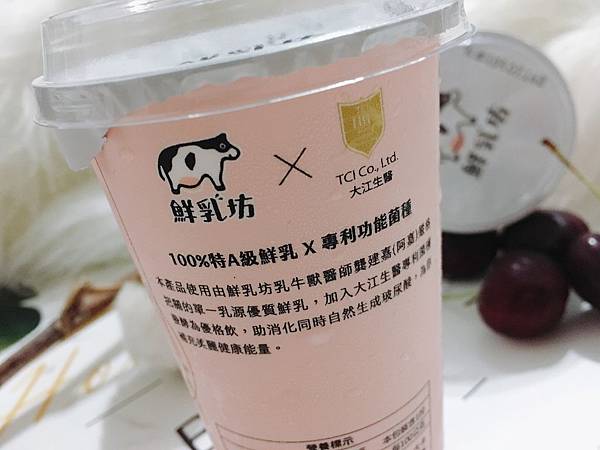 鮮乳坊
TCI Co., Ltd.
大江生醫
100%特A級鮮乳 X 專利功能菌種
本產品使用由鮮乳坊乳牛獸醫師龔建嘉(阿嘉)嚴格
把關的單一乳源優質鮮乳，加入大江生醫專利菌種
發酵為優格飲，助消化同時自然生成玻尿酸，為您
補充美麗健康能量。
營養標示